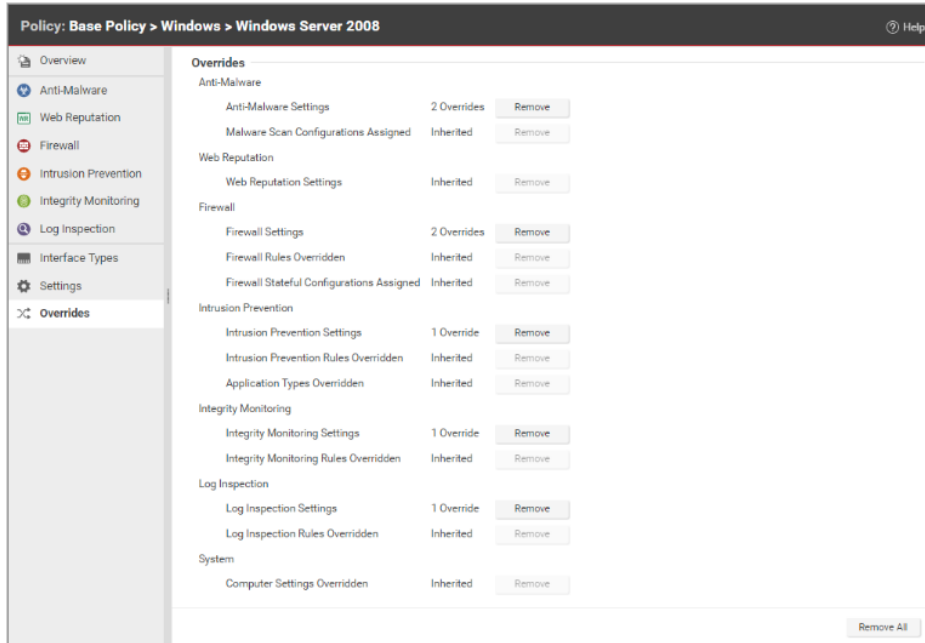 Policy: Base Policy > Windows > Windows Server 2008
Help
Overview
Anti-Malware
Web Reputation
Firewall
Intrusion Prevention
Integrity Monitoring
Log Inspection
Interface Types
Settings
Overrides
Overrides
Anti-Malware
Anti-Malware Settings 2 Overrides Remove
Malware Scan Configurations Assigned Inherited Remove
Web Reputation
Web Reputation Settings Inherited Remove
Firewall
Firewall Settings 2 Overrides Remove
Firewall Rules Overridden Inherited Remove
Firewall Stateful Configurations Assigned Inherited Remove
Intrusion Prevention
Intrusion Prevention Settings 1 Override Remove
Intrusion Prevention Rules Overridden Inherited Remove
Application Types Overridden Inherited Remove
Integrity Monitoring
Integrity Monitoring Settings 1 Override Remove
Integrity Monitoring Rules Overridden Inherited Remove
Log Inspection
Log Inspection Settings 1 Override Remove
Log Inspection Rules Overridden Inherited Remove
System
Computer Settings Overridden Inherited Remove
Remove All